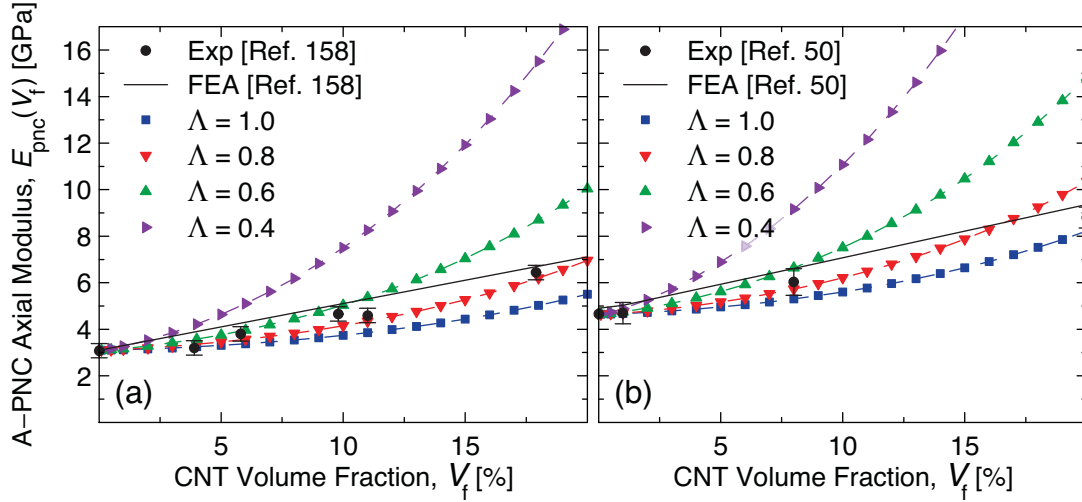 A–PNC Axial Modulus, E_pnc(V_f) [GPa]
16
14
12
10
8
6
4
2
Exp [Ref. 158]
FEA [Ref. 158]
Λ = 1.0
Λ = 0.8
Λ = 0.6
Λ = 0.4
(a)
5
10
15
CNT Volume Fraction, V_f [%]
Exp [Ref. 50]
FEA [Ref. 50]
Λ = 1.0
Λ = 0.8
Λ = 0.6
Λ = 0.4
(b)
5
10
15
CNT Volume Fraction, V_f [%]